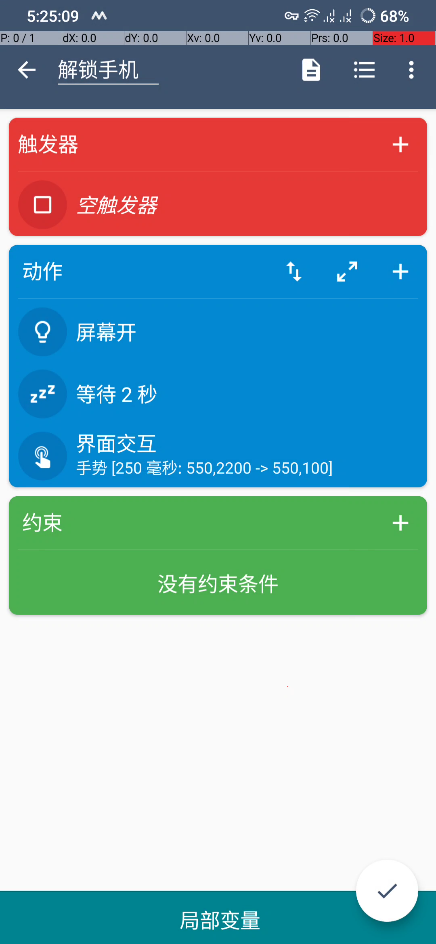 5:25:09 68%
P: 0 / 1 dX: 0.0 dY: 0.0 Xv: 0.0 Yv: 0.0 Prs: 0.0 Size: 1.0
解锁手机
触发器
空触发器
动作
屏幕开
等待 2 秒
界面交互
手势 [250 毫秒: 550,2200 -> 550,100]
约束
没有约束条件
局部变量